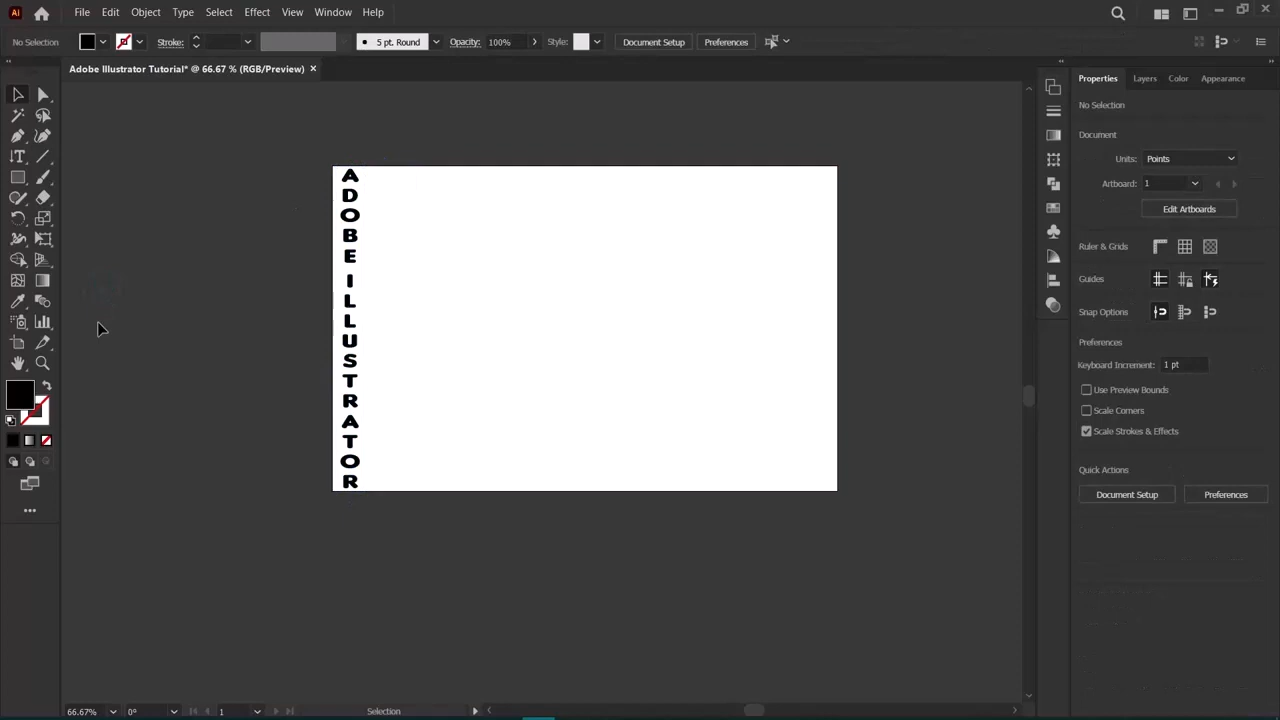 Ai File Edit Object Type Select Effect View Window Help
No Selection Stroke: 5 pt. Round Opacity: 100% Style: Document Setup Preferences
Adobe Illustrator Tutorial* @ 66.67 % (RGB/Preview) ×
A
D
O
B
E
I
L
L
U
S
T
R
A
T
O
R
Properties Layers Color Appearance
No Selection
Document
Units: Points
Artboard: 1
Edit Artboards
Ruler & Grids
Guides
Snap Options
Preferences
Keyboard Increment: 1 pt
Use Preview Bounds
Scale Corners
Scale Strokes & Effects
Quick Actions
Document Setup Preferences
66.67% 0° 1 Selection